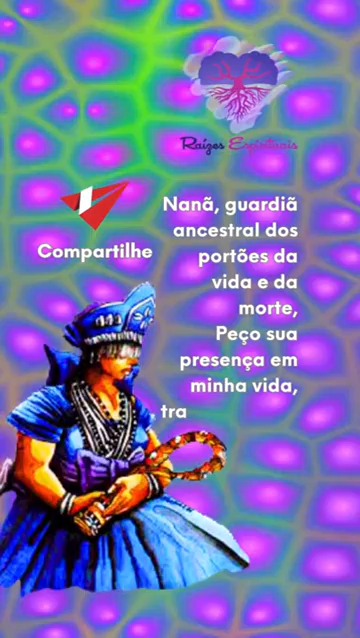 Raízes Espirituais
Nanã, guardiã
ancestral dos
portões da
vida e da
morte,
Peço sua
presença em
minha vida,
tra
Compartilhe